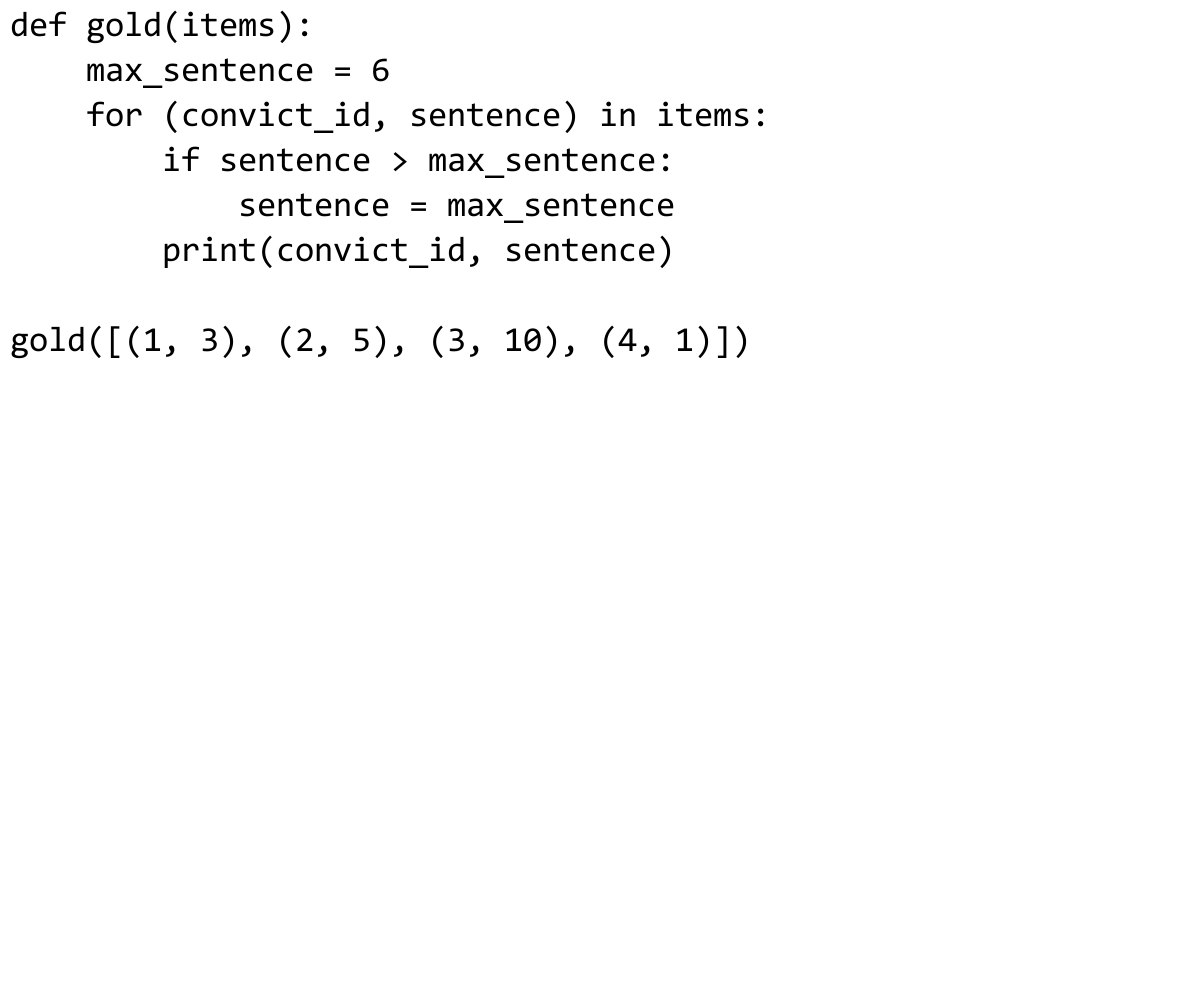 def gold(items):
    max_sentence = 6
    for (convict_id, sentence) in items:
        if sentence > max_sentence:
            sentence = max_sentence
        print(convict_id, sentence)

gold([(1, 3), (2, 5), (3, 10), (4, 1)])